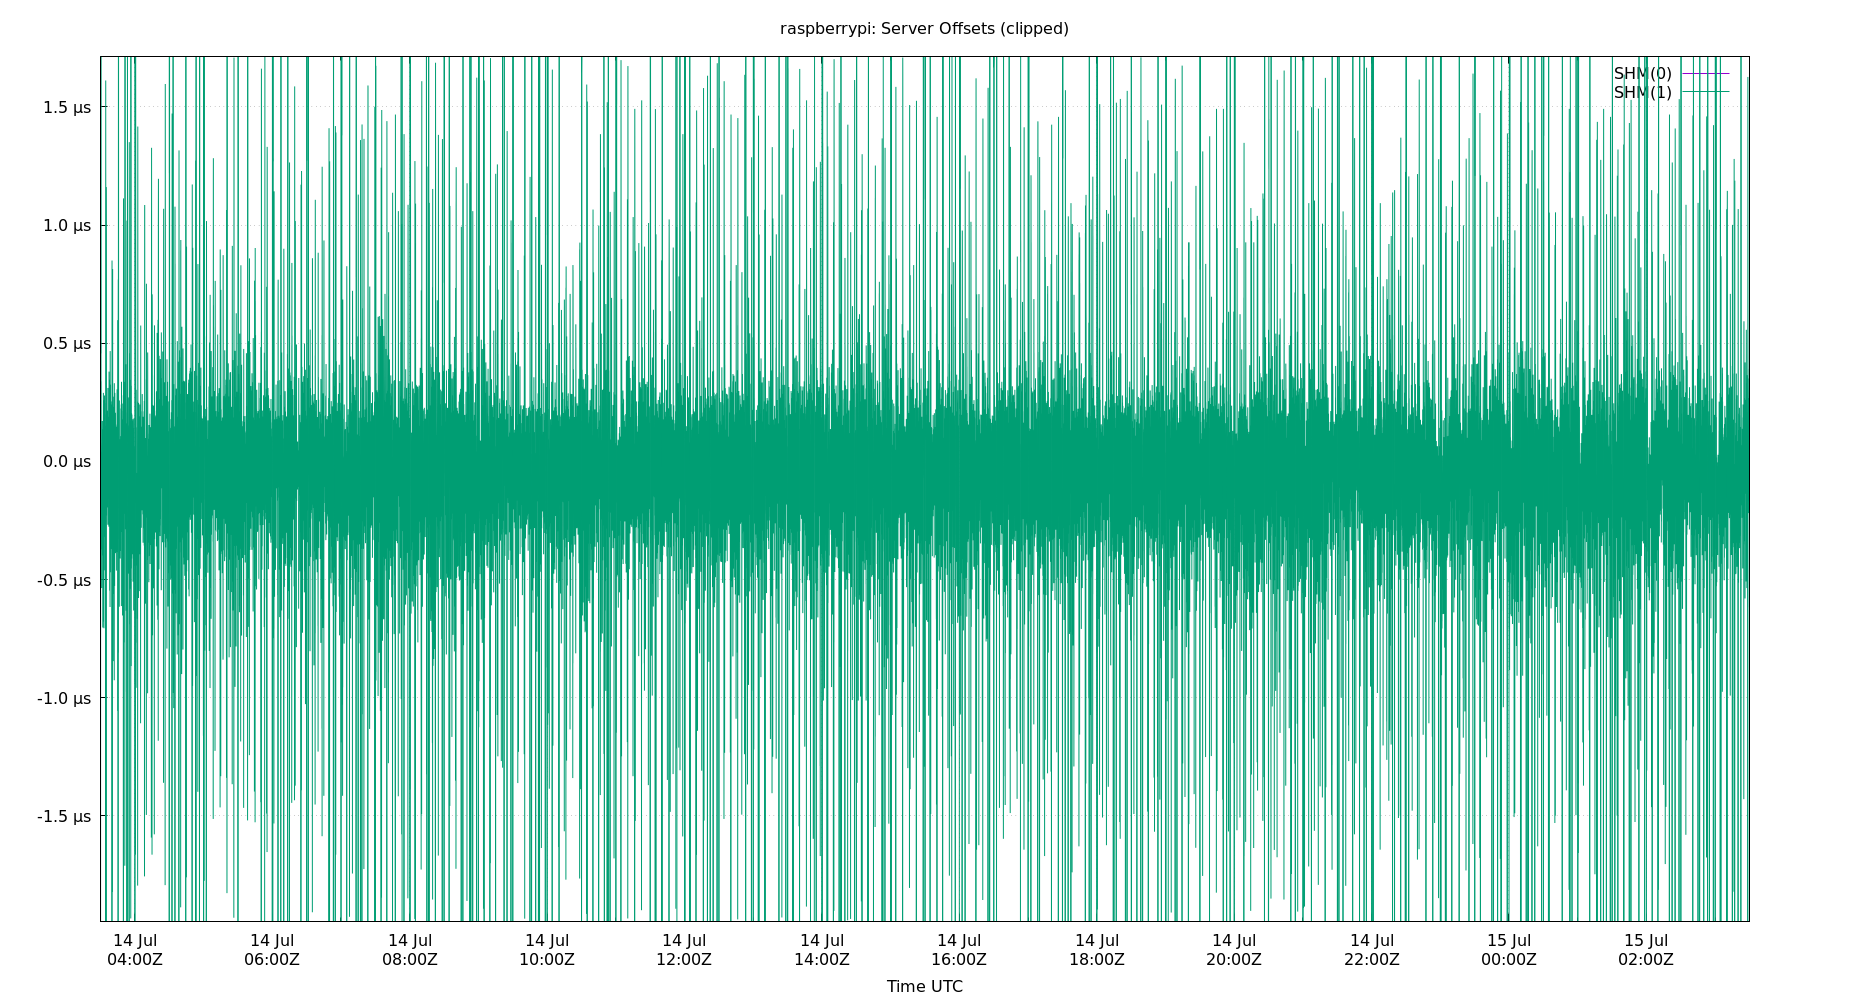 raspberrypi: Server Offsets (clipped)
SHM(0)
SHM(1)
1.5 μs
1.0 μs
0.5 μs
0.0 μs
-0.5 μs
-1.0 μs
-1.5 μs
14 Jul 14 Jul 14 Jul 14 Jul 14 Jul 14 Jul 14 Jul 14 Jul 14 Jul 14 Jul 15 Jul 15 Jul
04:00Z 06:00Z 08:00Z 10:00Z 12:00Z 14:00Z 16:00Z 18:00Z 20:00Z 22:00Z 00:00Z 02:00Z
Time UTC